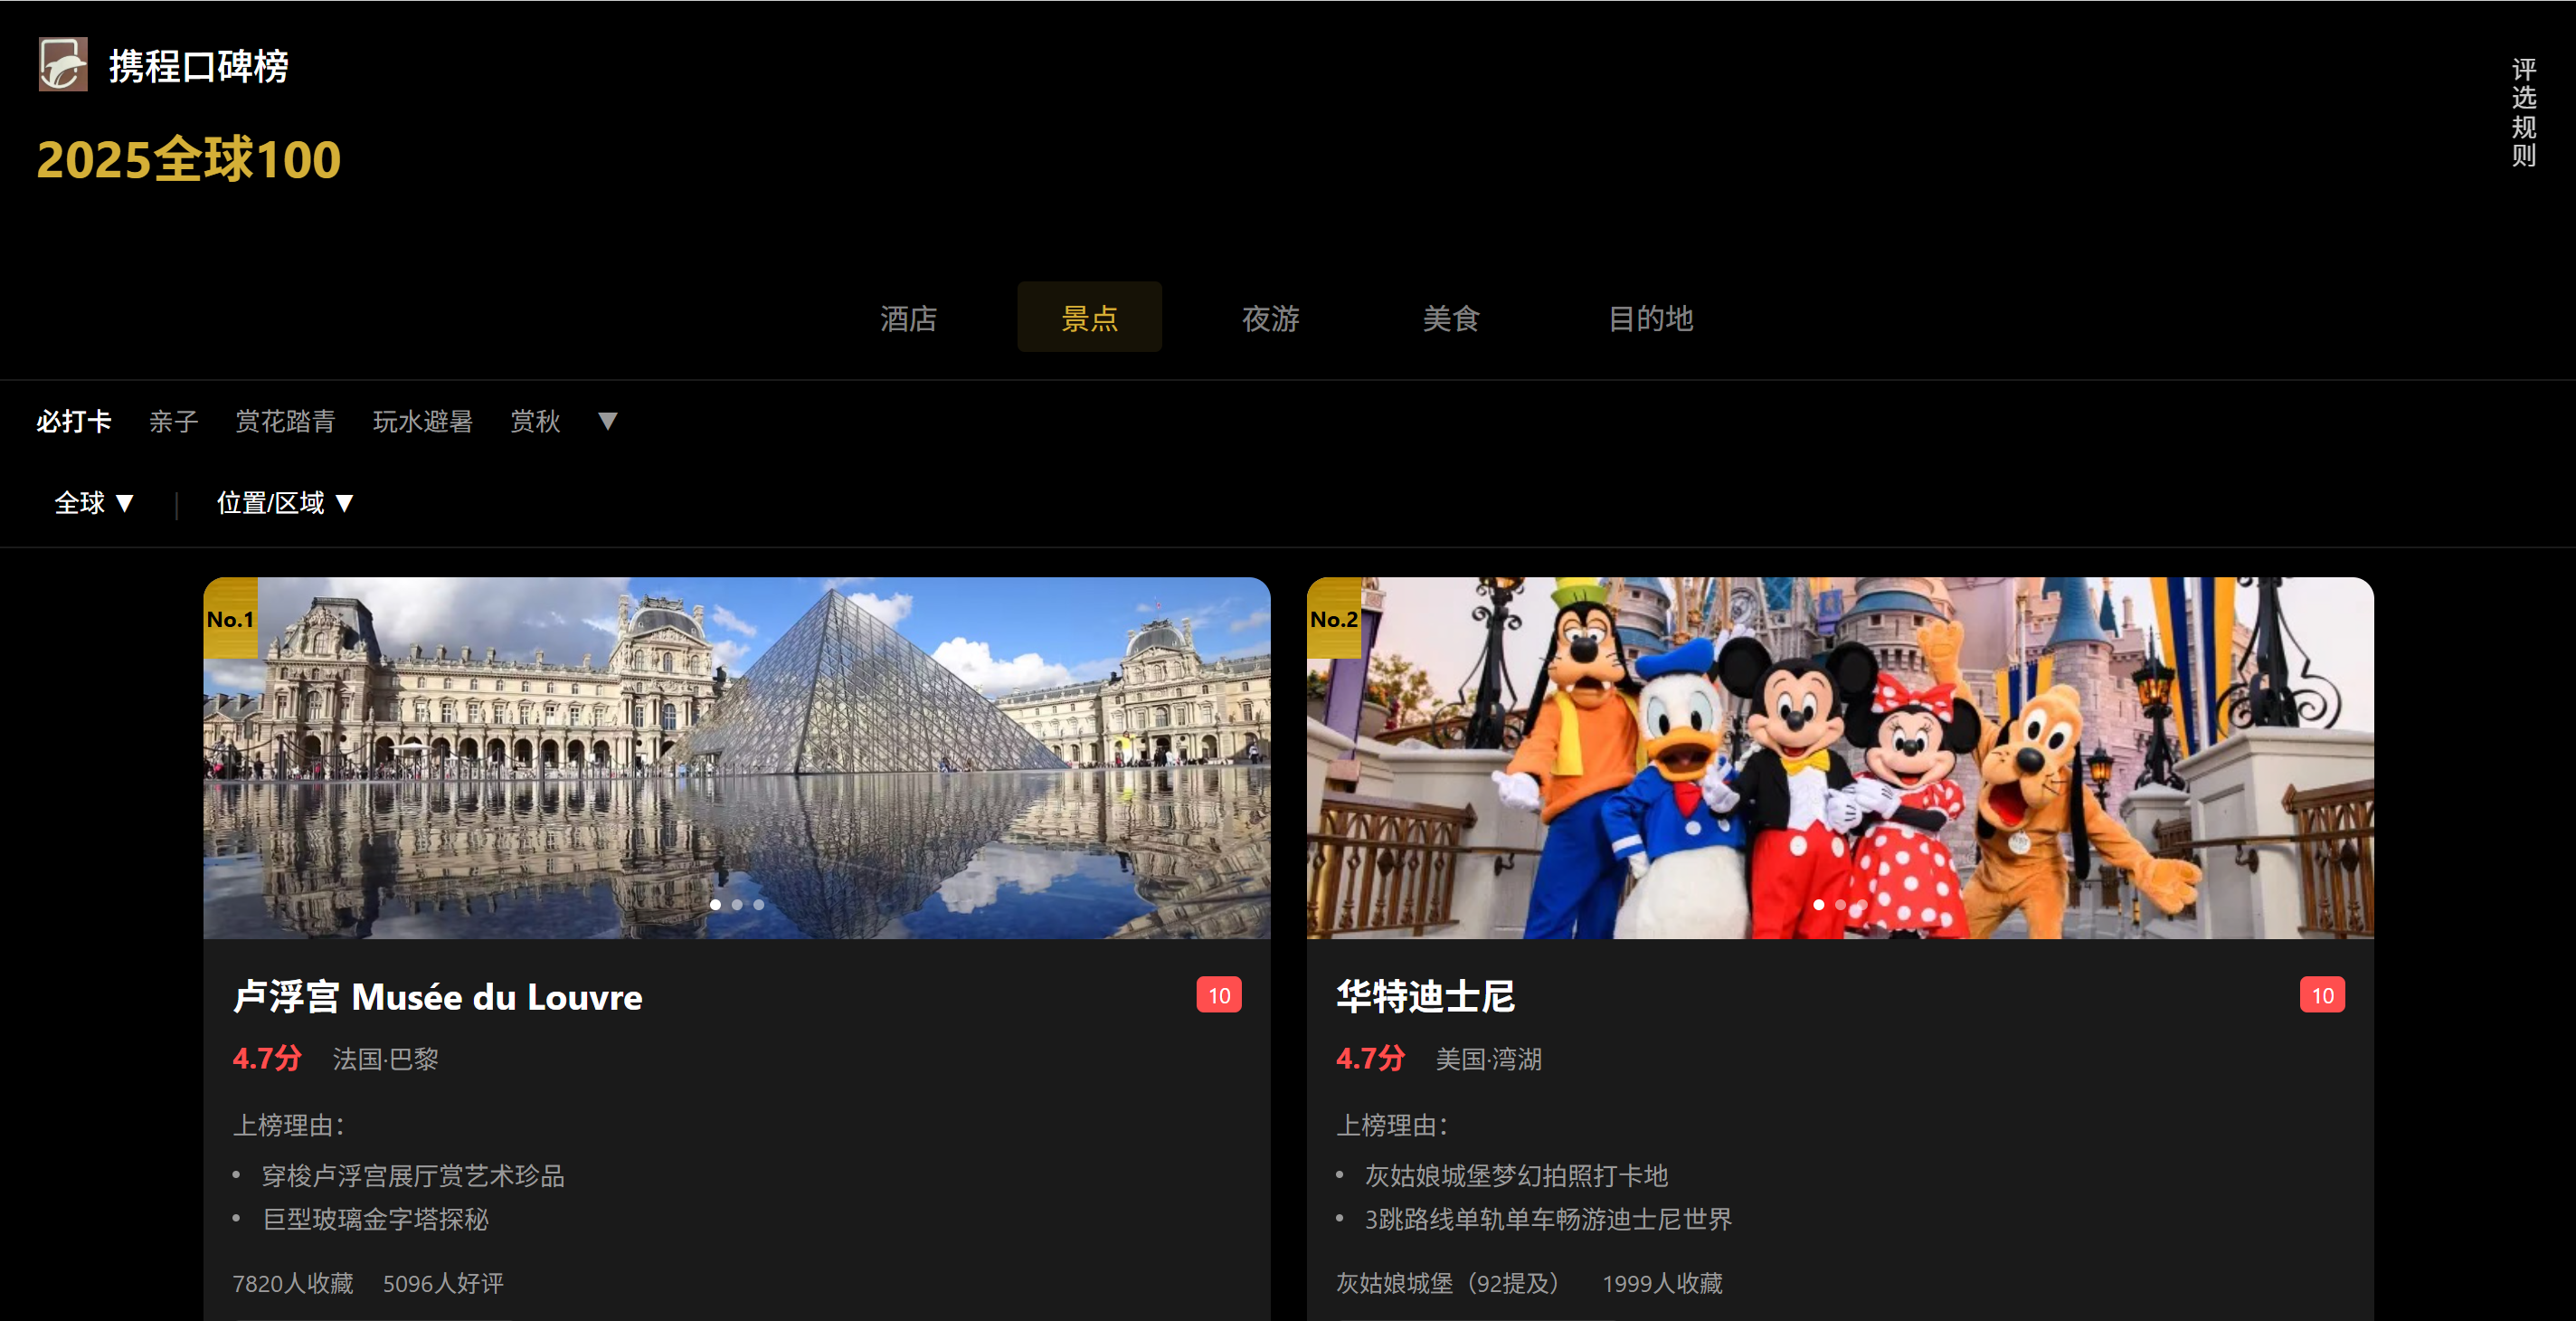 携程口碑榜
评选规则
2025全球100
酒店 景点 夜游 美食 目的地
必打卡 亲子 赏花踏青 玩水避暑 赏秋 ▼
全球 ▼ | 位置/区域 ▼
No.1
卢浮宫 Musée du Louvre 10
4.7分 法国·巴黎
上榜理由：
• 穿梭卢浮宫展厅赏艺术珍品
• 巨型玻璃金字塔探秘
7820人收藏 5096人好评
No.2
华特迪士尼 10
4.7分 美国·湾湖
上榜理由：
• 灰姑娘城堡梦幻拍照打卡地
• 3跳路线单轨单车畅游迪士尼世界
灰姑娘城堡（92提及） 1999人收藏